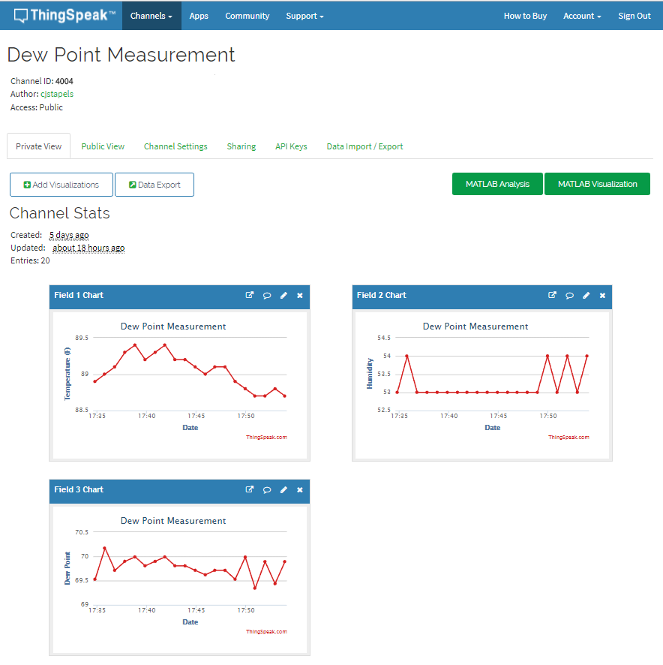 ThingSpeak™ Channels Apps Community Support How to Buy Account Sign Out
Dew Point Measurement
Channel ID: 4004
Author: cjstapels
Access: Public
Private View Public View Channel Settings Sharing API Keys Data Import / Export
Add Visualizations Data Export MATLAB Analysis MATLAB Visualization
Channel Stats
Created: 5 days ago
Updated: about 18 hours ago
Entries: 20
Field 1 Chart
Dew Point Measurement
Temperature (f)
89.5
89
88.5
17:35 17:40 17:45 17:50
Date
ThingSpeak.com
Field 2 Chart
Dew Point Measurement
Humidity
54.5
54
53.5
53
52.5
17:35 17:40 17:45 17:50
Date
ThingSpeak.com
Field 3 Chart
Dew Point Measurement
Dew Point
70.5
70
69.5
69
17:35 17:40 17:45 17:50
Date
ThingSpeak.com